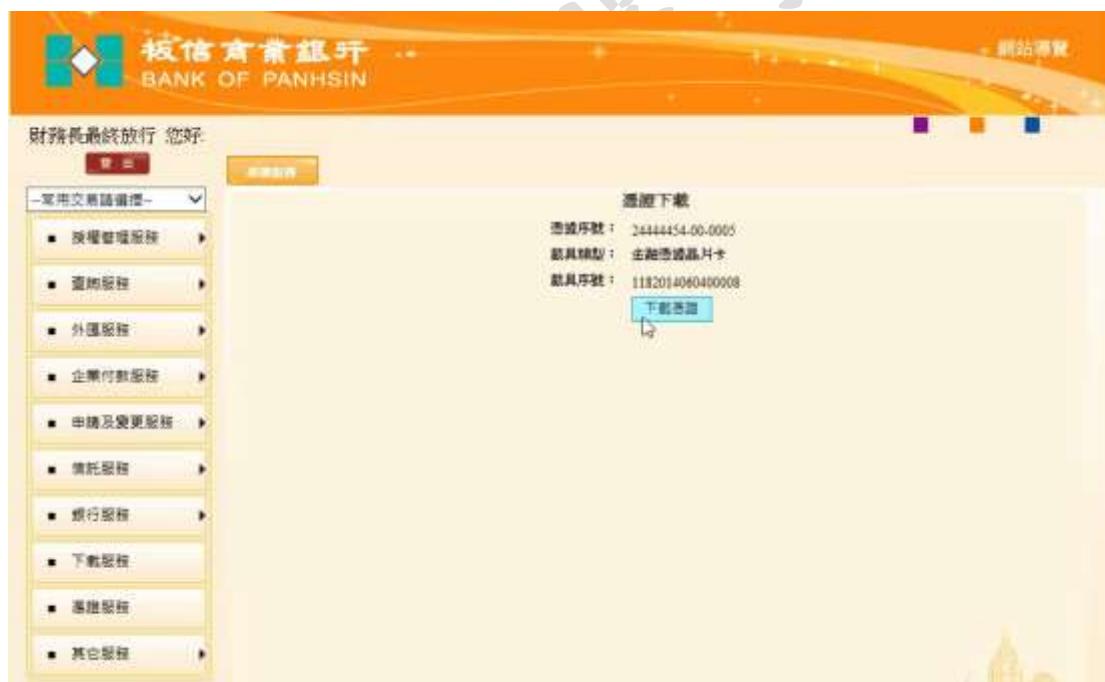 板信商業銀行
BANK OF PANHSIN
網站導覽
財務長最終放行 您好:
登出
--常用交易請選擇--
憑證下載
憑證序號： 24444454-00-0005
載具類型： 金融憑證晶片卡
載具序號： 1182014060400008
下載憑證
■ 授權管理服務
■ 查詢服務
■ 外匯服務
■ 企業付款服務
■ 申請及變更服務
■ 信託服務
■ 銀行服務
■ 下載服務
■ 憑證服務
■ 其它服務